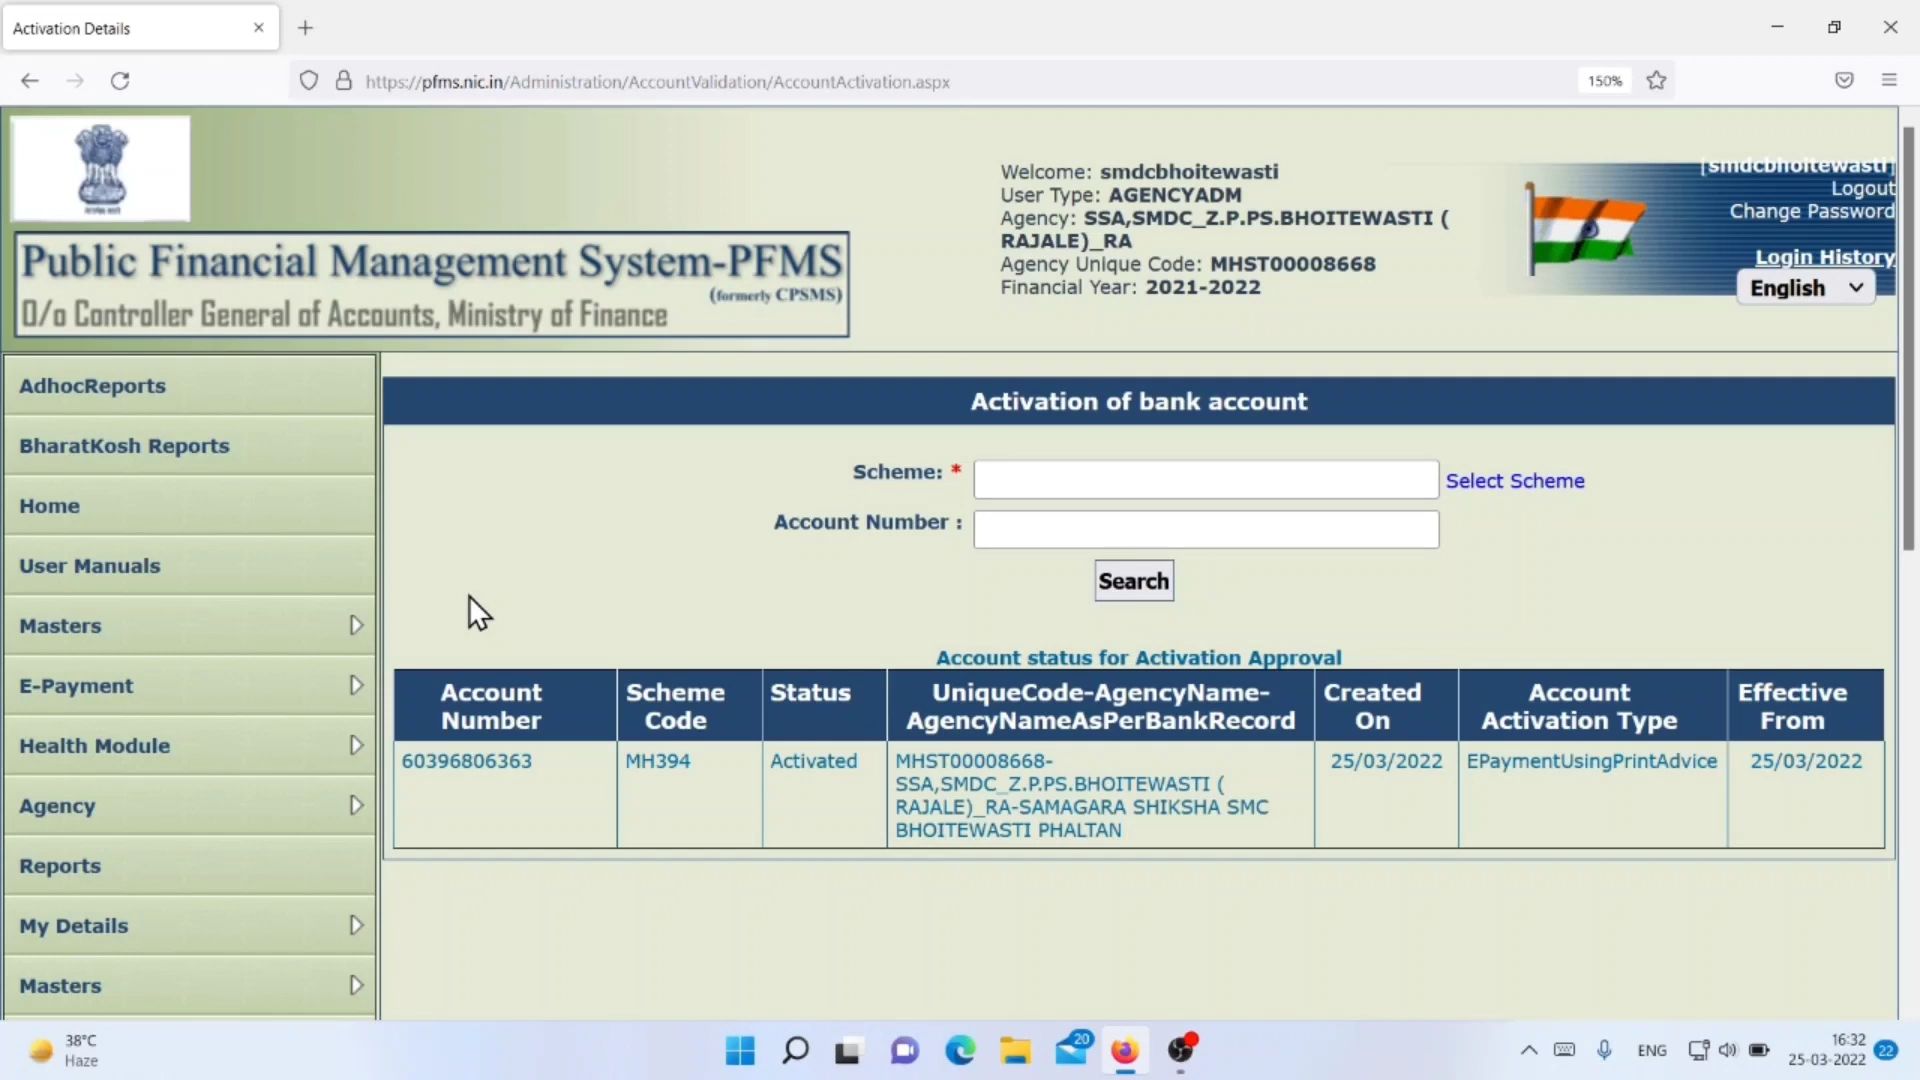 Activation Details
https://pfms.nic.in/Administration/AccountValidation/AccountActivation.aspx
150%
Public Financial Management System-PFMS
(formerly CPSMS)
O/o Controller General of Accounts, Ministry of Finance
Welcome: smdcbhoitewasti
User Type: AGENCYADM
Agency: SSA,SMDC_Z.P.PS.BHOITEWASTI (
RAJALE)_RA
Agency Unique Code: MHST00008668
Financial Year: 2021-2022
[smdcbhoitewasti]
Logout
Change Password
Login History
English
AdhocReports
BharatKosh Reports
Home
User Manuals
Masters
E-Payment
Health Module
Agency
Reports
My Details
Masters
Activation of bank account
Scheme: *
Select Scheme
Account Number :
Search
Account status for Activation Approval
Account Number
Scheme Code
Status
UniqueCode-AgencyName-
AgencyNameAsPerBankRecord
Created On
Account Activation Type
Effective From
60396806363
MH394
Activated
MHST00008668-
SSA,SMDC_Z.P.PS.BHOITEWASTI (
RAJALE)_RA-SAMAGARA SHIKSHA SMC
BHOITEWASTI PHALTAN
25/03/2022
EPaymentUsingPrintAdvice
25/03/2022
38°C
Haze
20
ENG
16:32
25-03-2022
22